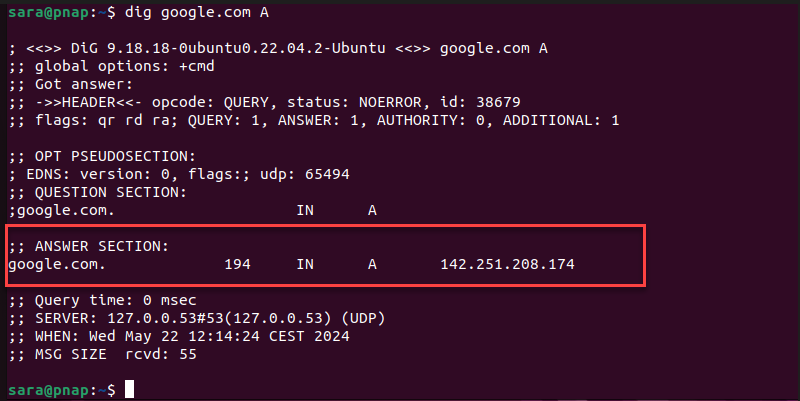 sara@pnap:~$ dig google.com A
; <<>> DiG 9.18.18-0ubuntu0.22.04.2-Ubuntu <<>> google.com A
;; global options: +cmd
;; Got answer:
;; ->>HEADER<<- opcode: QUERY, status: NOERROR, id: 38679
;; flags: qr rd ra; QUERY: 1, ANSWER: 1, AUTHORITY: 0, ADDITIONAL: 1
;; OPT PSEUDOSECTION:
; EDNS: version: 0, flags:; udp: 65494
;; QUESTION SECTION:
;google.com. IN A
;; ANSWER SECTION:
google.com. 194 IN A 142.251.208.174
;; Query time: 0 msec
;; SERVER: 127.0.0.53#53(127.0.0.53) (UDP)
;; WHEN: Wed May 22 12:14:24 CEST 2024
;; MSG SIZE rcvd: 55
sara@pnap:~$